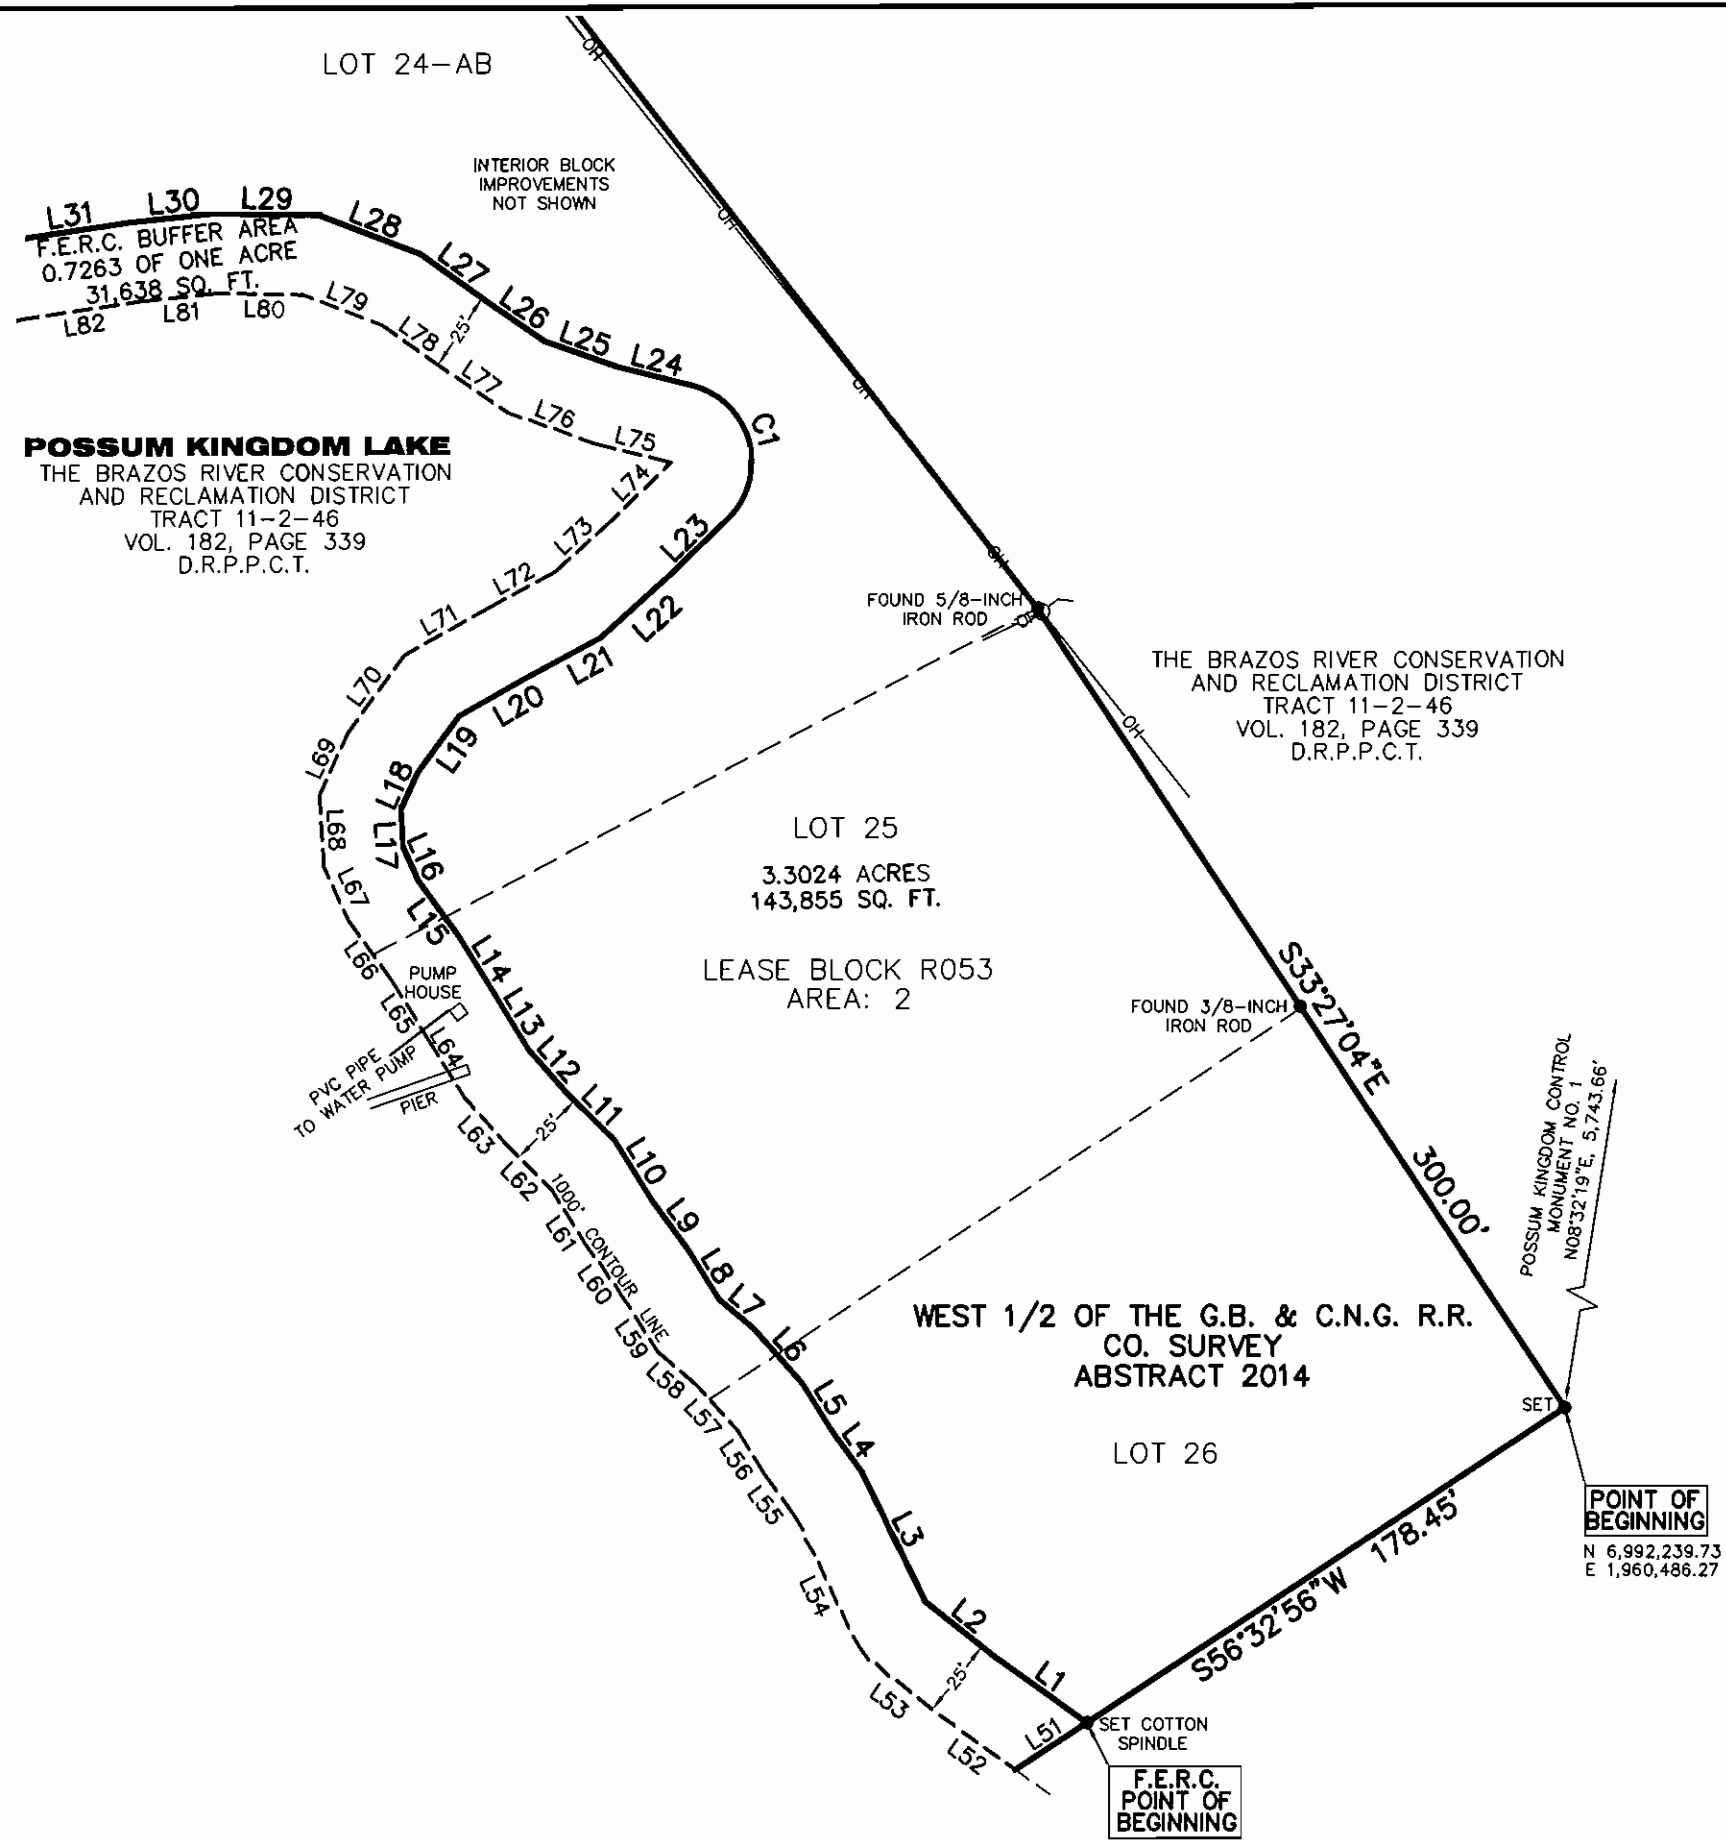 LOT 24-AB
INTERIOR BLOCK
IMPROVEMENTS
NOT SHOWN
OH
OH
OH
OH
OH
L31
L30
L29
L28
L27
L26
L25
L24
C1
F.E.R.C. BUFFER AREA
0.7263 OF ONE ACRE
31,638 SQ. FT.
L82
L81
L80
L79
L78
25'
L77
L76
L75
L74
L73
L72
L71
L70
L69
L68
L67
L66
L65
L64
L63
L62
L61
L60
L59
L58
L57
L56
L55
L54
L53
L52
L51
POSSUM KINGDOM LAKE
THE BRAZOS RIVER CONSERVATION
AND RECLAMATION DISTRICT
TRACT 11-2-46
VOL. 182, PAGE 339
D.R.P.P.C.T.
L23
L22
L21
L20
L19
L18
L17
L16
L15
L14
L13
L12
L11
L10
L9
L8
L7
L6
L5
L4
L3
L2
L1
FOUND 5/8-INCH
IRON ROD
THE BRAZOS RIVER CONSERVATION
AND RECLAMATION DISTRICT
TRACT 11-2-46
VOL. 182, PAGE 339
D.R.P.P.C.T.
LOT 25
3.3024 ACRES
143,855 SQ. FT.
LEASE BLOCK R053
AREA: 2
PUMP
HOUSE
PVC PIPE
TO WATER PUMP
PIER
25'
1000' CONTOUR LINE
FOUND 3/8-INCH
IRON ROD
S33°27'04"E
300.00'
POSSUM KINGDOM CONTROL
MONUMENT NO. 1
N08°32'19"E, 5,743.66'
WEST 1/2 OF THE G.B. & C.N.G. R.R.
CO. SURVEY
ABSTRACT 2014
LOT 26
SET
POINT OF
BEGINNING
N 6,992,239.73
E 1,960,486.27
S56°32'56"W
178.45'
25'
SET COTTON
SPINDLE
F.E.R.C.
POINT OF
BEGINNING